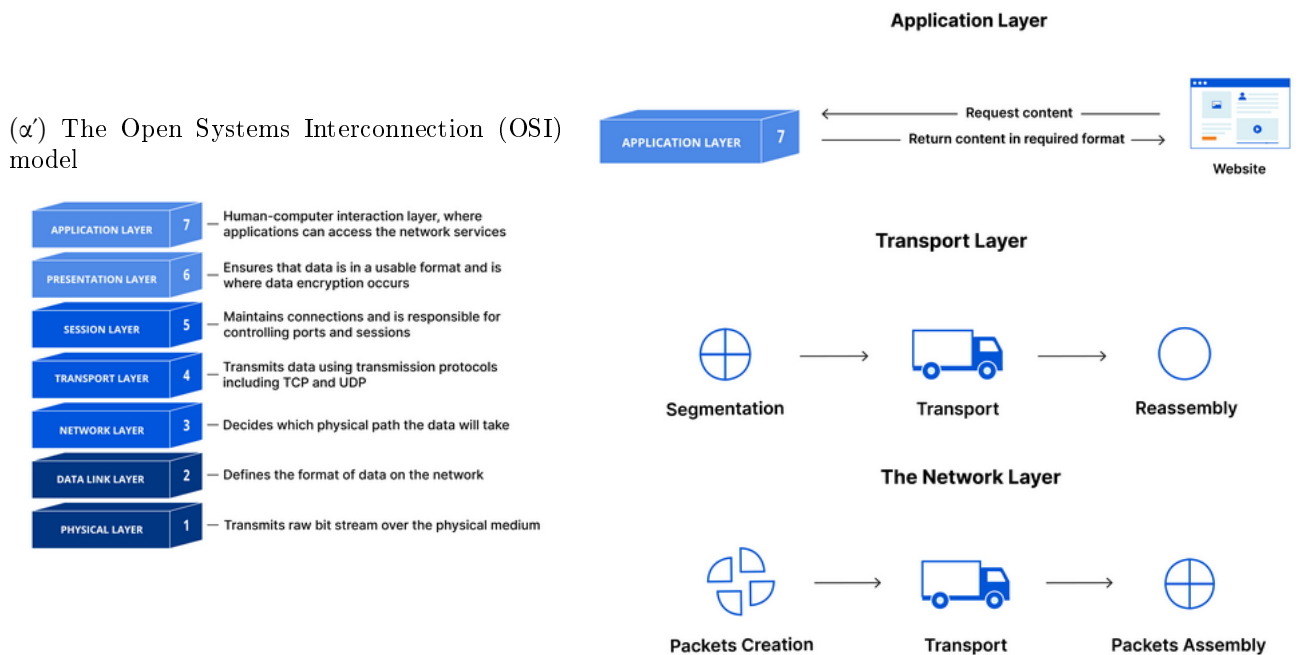 (α΄) The Open Systems Interconnection (OSI)
model
APPLICATION LAYER 7
Human-computer interaction layer, where
applications can access the network services
PRESENTATION LAYER 6
Ensures that data is in a usable format and is
where data encryption occurs
SESSION LAYER 5
Maintains connections and is responsible for
controlling ports and sessions
TRANSPORT LAYER 4
Transmits data using transmission protocols
including TCP and UDP
NETWORK LAYER 3
Decides which physical path the data will take
DATA LINK LAYER 2
Defines the format of data on the network
PHYSICAL LAYER 1
Transmits raw bit stream over the physical medium
Application Layer
APPLICATION LAYER 7
Request content
Return content in required format
Website
Transport Layer
Segmentation
Transport
Reassembly
The Network Layer
Packets Creation
Transport
Packets Assembly